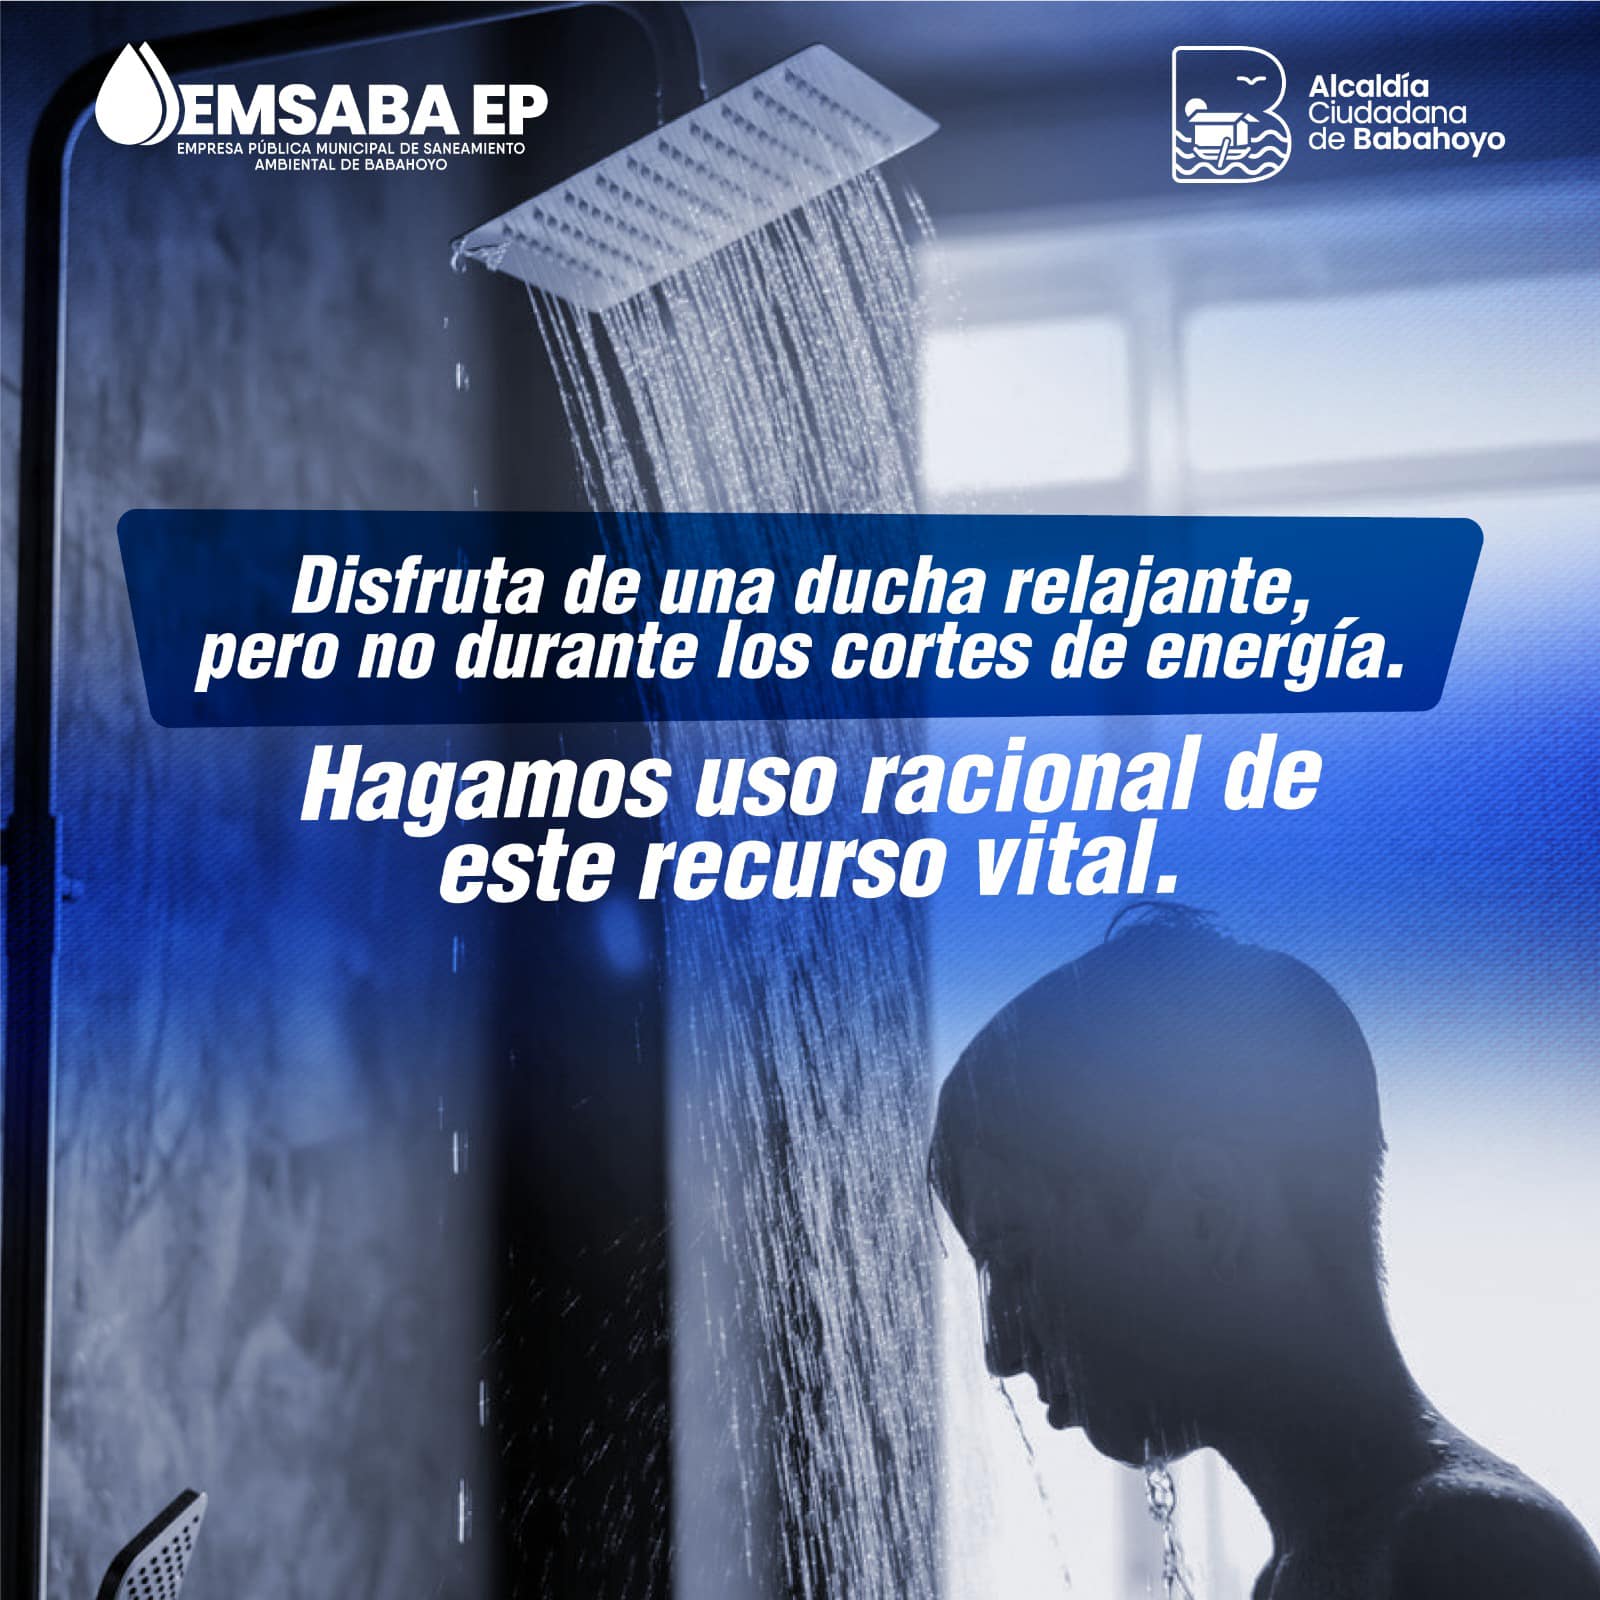 EMSABA EP
EMPRESA PÚBLICA MUNICIPAL DE SANEAMIENTO
AMBIENTAL DE BABAHOYO
Alcaldía
Ciudadana
de Babahoyo
Disfruta de una ducha relajante,
pero no durante los cortes de energía.
Hagamos uso racional de
este recurso vital.